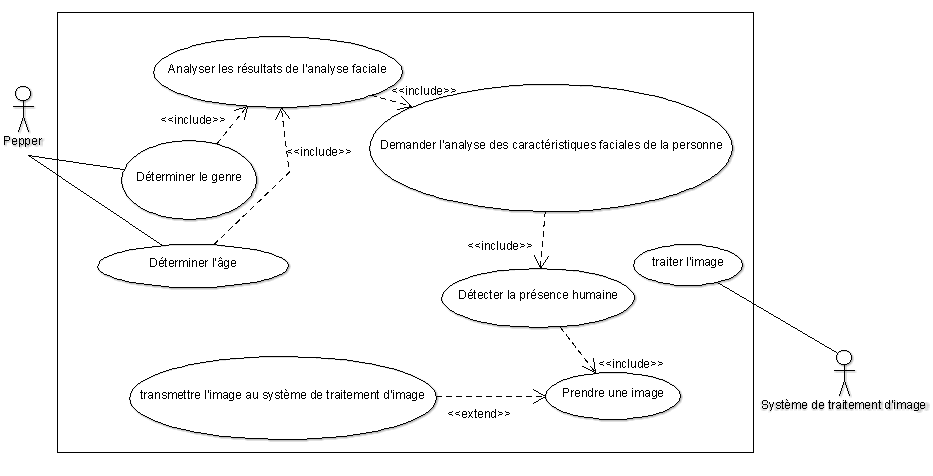 Analyser les résultats de l'analyse faciale
<<include>>
<<include>>
Pepper
<<include>>
Demander l'analyse des caractéristiques faciales de la personne
Déterminer le genre
<<include>>
Déterminer l'âge
traiter l'image
Détecter la présence humaine
<<include>>
transmettre l'image au système de traitement d'image
Prendre une image
<<extend>>
Système de traitement d'image